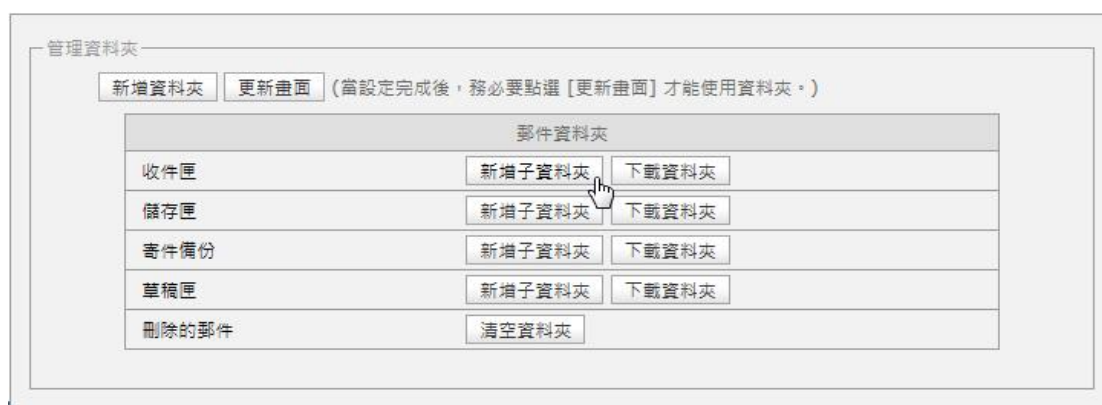 管理資料夾
新增資料夾 更新畫面 (當設定完成後，務必要點選 [更新畫面] 才能使用資料夾。)
郵件資料夾
收件匣 新增子資料夾 下載資料夾
儲存匣 新增子資料夾 下載資料夾
寄件備份 新增子資料夾 下載資料夾
草稿匣 新增子資料夾 下載資料夾
刪除的郵件 清空資料夾